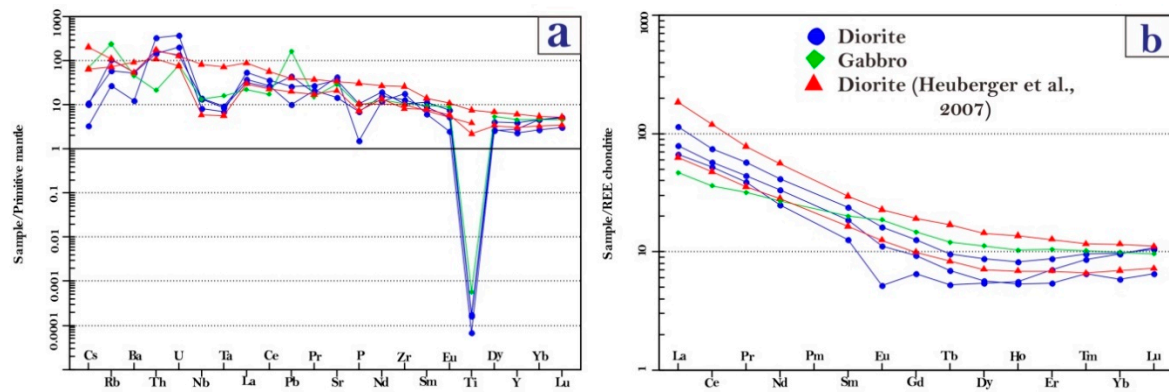 a
Sample/Primitive mantle
1000
100
10
1
0.1
0.01
0.001
0.0001
Cs Ba U Ta Ce Pr P Zr Eu Dy Yb
Rb Th Nb La Pb Sr Nd Sm Ti Y Lu
b
Diorite
Gabbro
Diorite (Heuberger et al.,
2007)
Sample/REE chondrite
1000
100
10
1
La Pr Pm Eu Tb Ho Tm Lu
Ce Nd Sm Gd Dy Er Yb